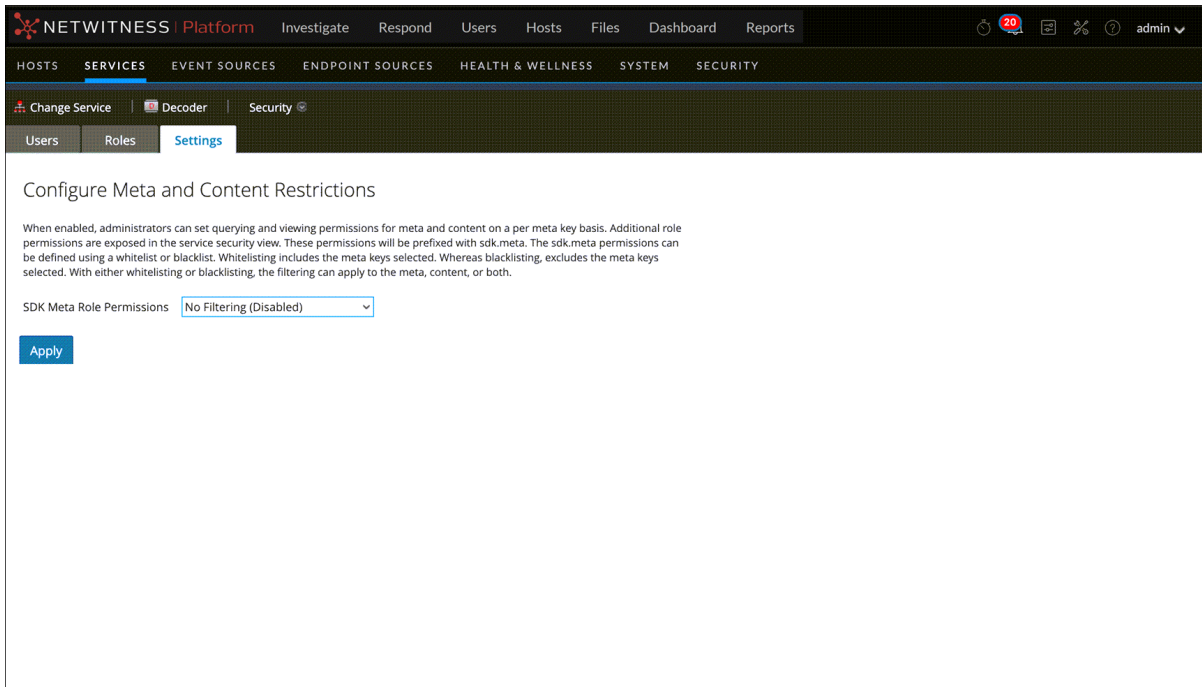 NETWITNESS | Platform Investigate Respond Users Hosts Files Dashboard Reports 20 admin
HOSTS SERVICES EVENT SOURCES ENDPOINT SOURCES HEALTH & WELLNESS SYSTEM SECURITY
Change Service | Decoder | Security
Users Roles Settings
Configure Meta and Content Restrictions
When enabled, administrators can set querying and viewing permissions for meta and content on a per meta key basis. Additional role
permissions are exposed in the service security view. These permissions will be prefixed with sdk.meta. The sdk.meta permissions can
be defined using a whitelist or blacklist. Whitelisting includes the meta keys selected. Whereas blacklisting, excludes the meta keys
selected. With either whitelisting or blacklisting, the filtering can apply to the meta, content, or both.
SDK Meta Role Permissions No Filtering (Disabled)
Apply